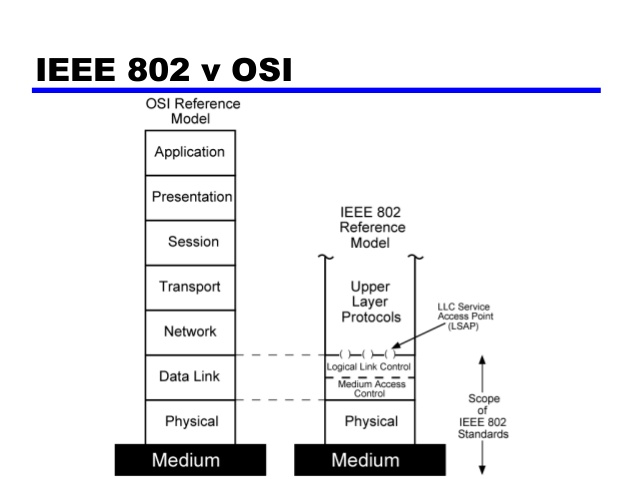 IEEE 802 v OSI
OSI Reference
Model
Application
Presentation
Session
Transport
Network
Data Link
Physical
Medium
IEEE 802
Reference
Model
Upper
Layer
Protocols
LLC Service
Access Point
(LSAP)
Logical Link Control
Medium Access
Control
Physical
Medium
Scope
of
IEEE 802
Standards